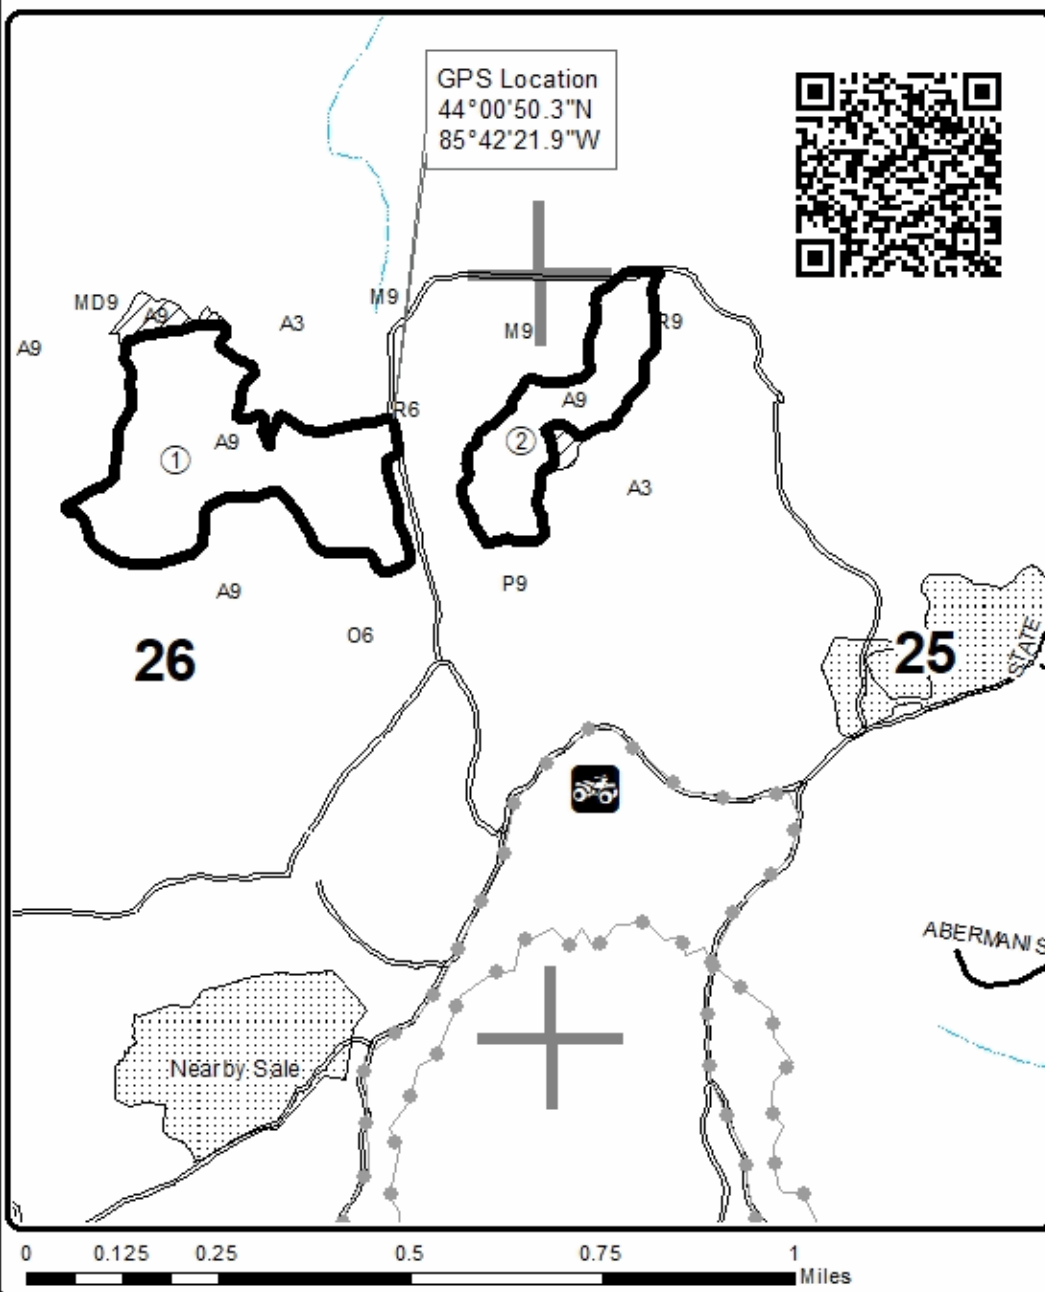 GPS Location
44°00'50.3"N
85°42'21.9"W
MD9
A9
M9
A3
M9
R9
A9
A9
R6
A9
2
1
A3
A9
P9
O6
26
25
STATE
ABERMANI S
Nearby Sale
0 0.125 0.25 0.5 0.75 1
Miles